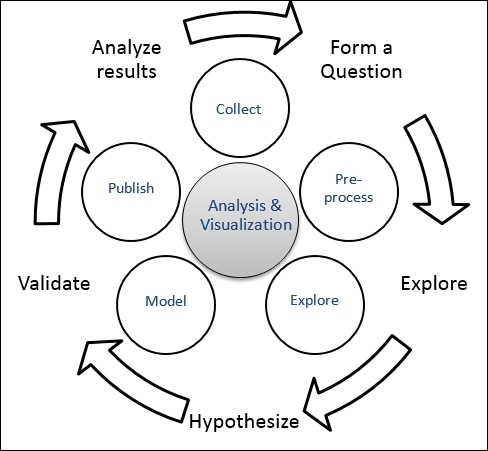 Analyze
results
Form a
Question
Collect
Publish
Pre-
process
Analysis &
Visualization
Validate
Model
Explore
Explore
Hypothesize